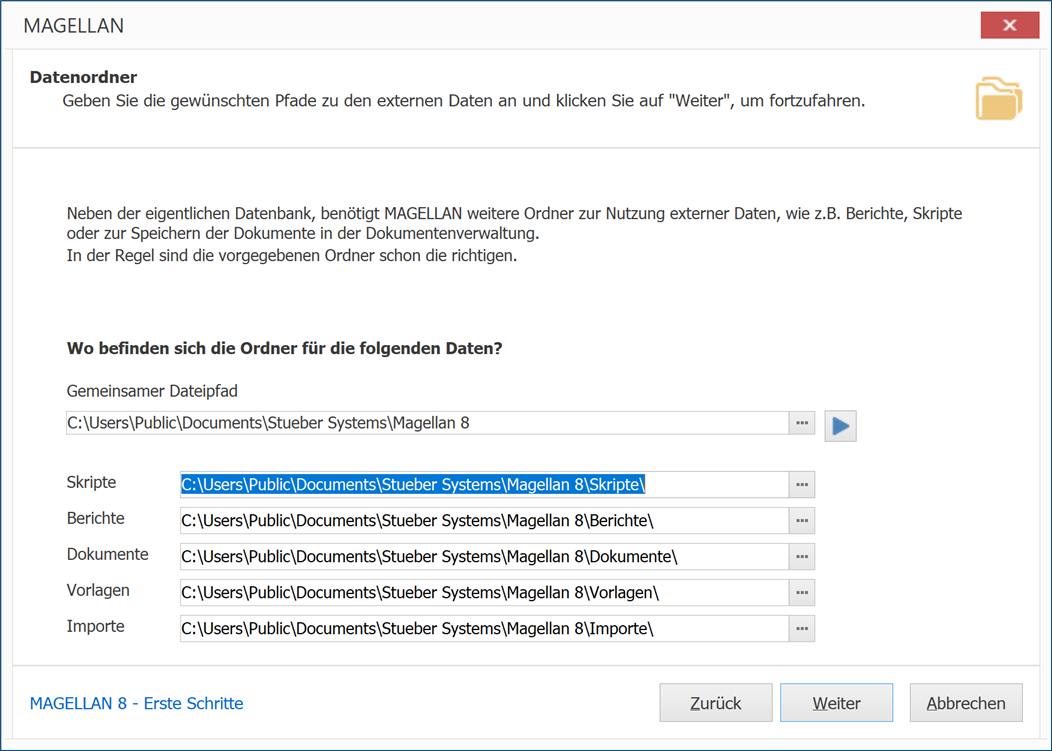 MAGELLAN
Datenordner
Geben Sie die gewünschten Pfade zu den externen Daten an und klicken Sie auf "Weiter", um fortzufahren.
Neben der eigentlichen Datenbank, benötigt MAGELLAN weitere Ordner zur Nutzung externer Daten, wie z.B. Berichte, Skripte
oder zur Speichern der Dokumente in der Dokumentenverwaltung.
In der Regel sind die vorgegebenen Ordner schon die richtigen.
Wo befinden sich die Ordner für die folgenden Daten?
Gemeinsamer Dateipfad
C:\Users\Public\Documents\Stueber Systems\Magellan 8
Skripte C:\Users\Public\Documents\Stueber Systems\Magellan 8\Skripte\
Berichte C:\Users\Public\Documents\Stueber Systems\Magellan 8\Berichte\
Dokumente C:\Users\Public\Documents\Stueber Systems\Magellan 8\Dokumente\
Vorlagen C:\Users\Public\Documents\Stueber Systems\Magellan 8\Vorlagen\
Importe C:\Users\Public\Documents\Stueber Systems\Magellan 8\Importe\
MAGELLAN 8 - Erste Schritte Zurück Weiter Abbrechen